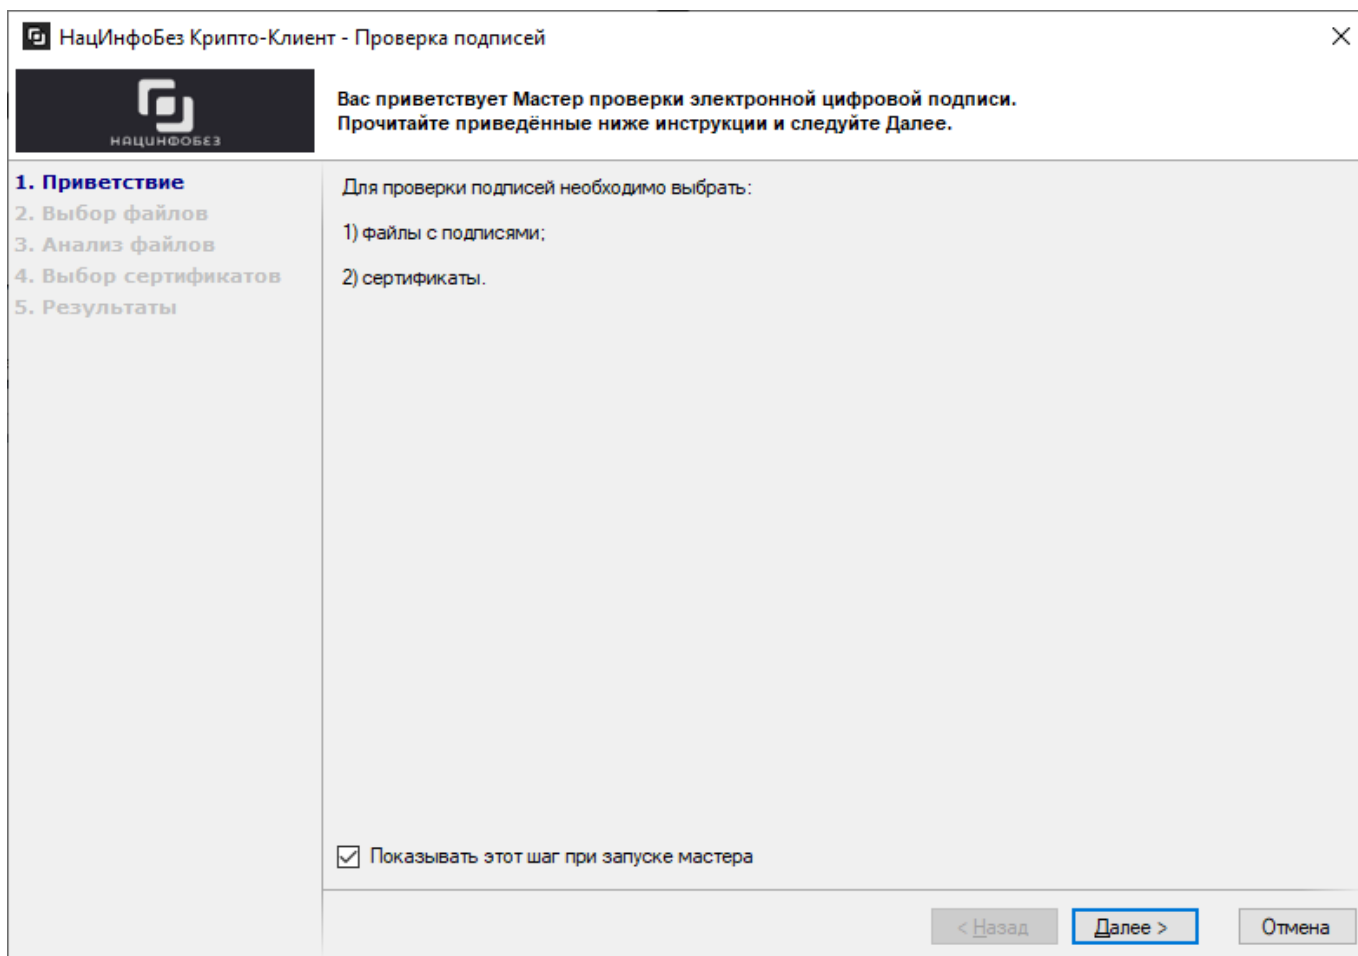 НацИнфоБез Крипто-Клиент - Проверка подписей
НАЦИНФОБЕЗ
Вас приветствует Мастер проверки электронной цифровой подписи.
Прочитайте приведённые ниже инструкции и следуйте Далее.
1. Приветствие
2. Выбор файлов
3. Анализ файлов
4. Выбор сертификатов
5. Результаты
Для проверки подписей необходимо выбрать:
1) файлы с подписями;
2) сертификаты.
Показывать этот шаг при запуске мастера
< Назад
Далее >
Отмена